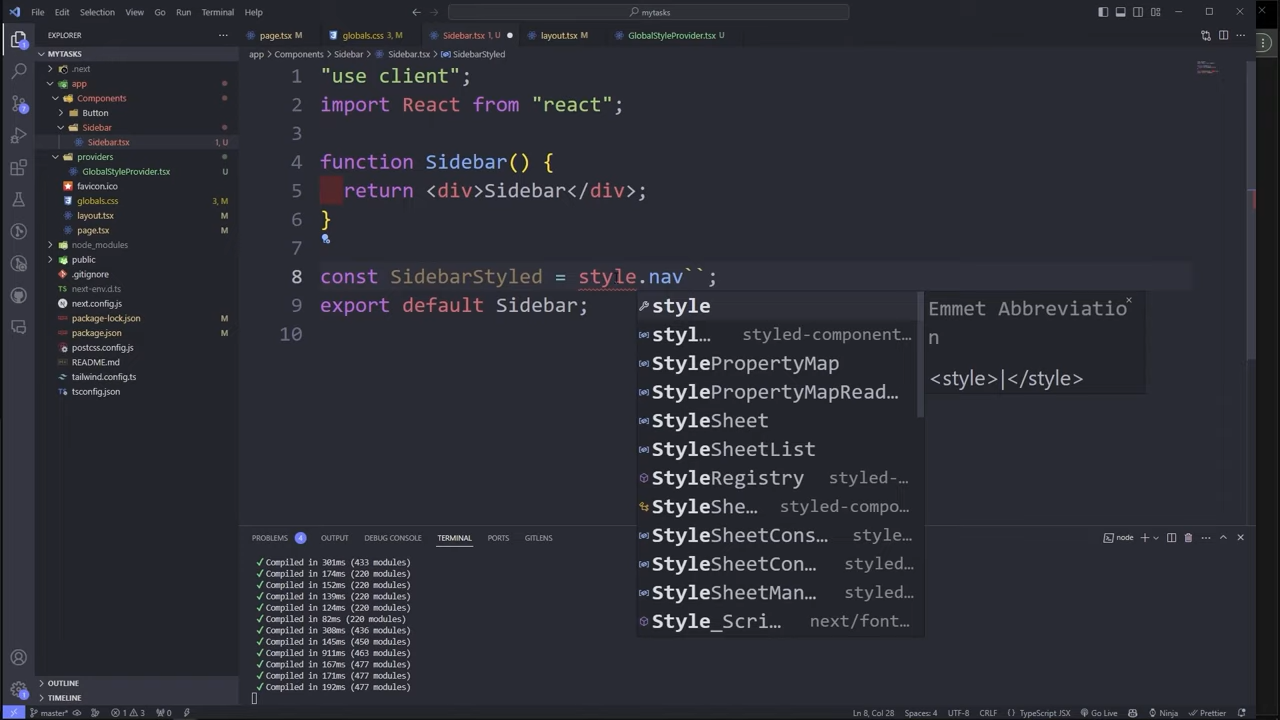 File Edit Selection View Go Run Terminal Help
mytasks
EXPLORER
MYTASKS
.next
app
Components
Button
Sidebar
Sidebar.tsx 1, U
providers
GlobalStyleProvider.tsx U
favicon.ico
globals.css 3, M
layout.tsx M
page.tsx M
node_modules
public
.gitignore
next-env.d.ts
next.config.js
package-lock.json M
package.json M
postcss.config.js
README.md
tailwind.config.ts
tsconfig.json
OUTLINE
TIMELINE
page.tsx M globals.css 3, M Sidebar.tsx 1, U layout.tsx M GlobalStyleProvider.tsx U
app > Components > Sidebar > Sidebar.tsx > SidebarStyled
1 "use client";
2 import React from "react";
3
4 function Sidebar() {
5 return <div>Sidebar</div>;
6 }
7
8 const SidebarStyled = style.nav``;
9 export default Sidebar;
10
style
styl... styled-component...
StylePropertyMap
StylePropertyMapRead...
StyleSheet
StyleSheetList
StyleRegistry styled-...
StyleShe... styled-compo...
StyleSheetCons... style...
StyleSheetCon... styled...
StyleSheetMan... styled...
Style_Scri... next/font...
Emmet Abbreviatio
n
<style>|</style>
PROBLEMS 4 OUTPUT DEBUG CONSOLE TERMINAL PORTS GITLENS
node
✓ Compiled in 301ms (433 modules)
✓ Compiled in 174ms (220 modules)
✓ Compiled in 152ms (220 modules)
✓ Compiled in 139ms (220 modules)
✓ Compiled in 124ms (220 modules)
✓ Compiled in 82ms (220 modules)
✓ Compiled in 308ms (436 modules)
✓ Compiled in 145ms (450 modules)
✓ Compiled in 911ms (463 modules)
✓ Compiled in 167ms (477 modules)
✓ Compiled in 171ms (477 modules)
✓ Compiled in 192ms (477 modules)
master* 1 3 0 Ln 8, Col 28 Spaces: 4 UTF-8 CRLF {} TypeScript JSX Go Live Ninja Prettier